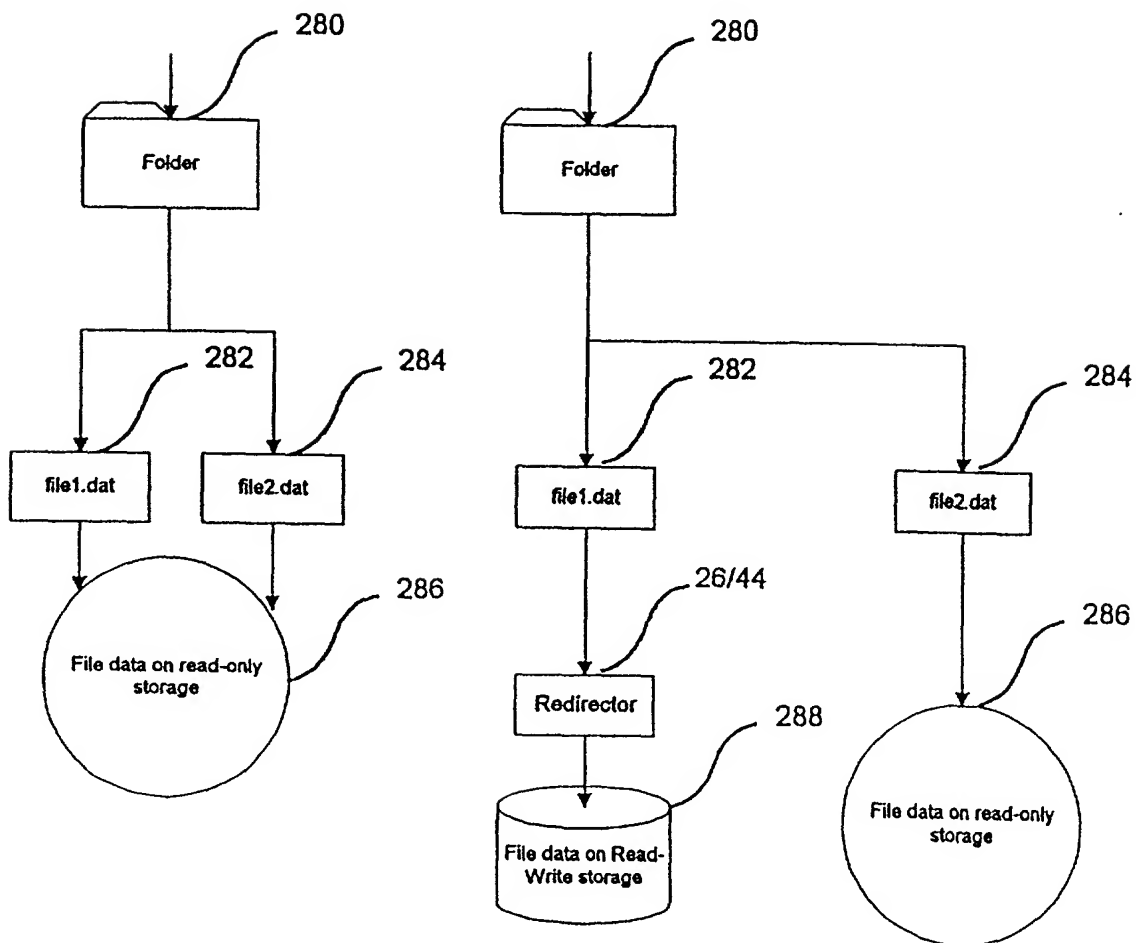 280
280
Folder
Folder
282
284
282
284
file1.dat
file2.dat
file1.dat
file2.dat
26/44
286
286
File data on read-only
storage
Redirector
288
File data on Read-
Write storage
File data on read-only
storage